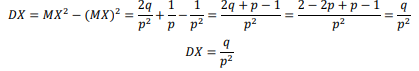 DX = MX² − (MX)² = 2q/p² + 1/p − 1/p² = 2q + p − 1/p² = 2 − 2p + p − 1/p² = q/p²
DX = q/p²